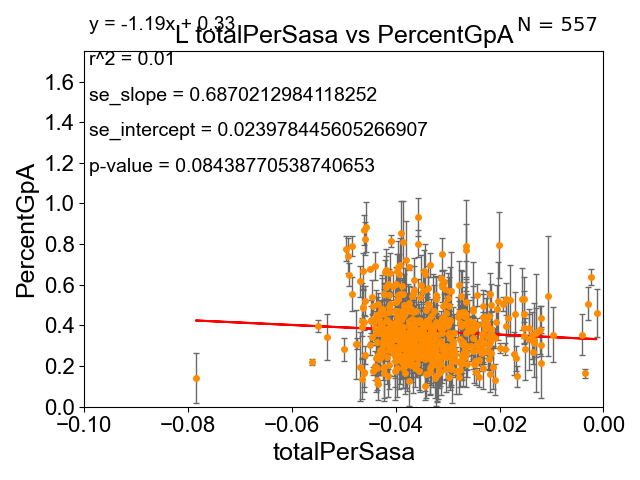 y = -1.19x + 0.33
N = 557
L totalPerSasa vs PercentGpA
r^2 = 0.01
se_slope = 0.6870212984118252
se_intercept = 0.023978445605266907
p-value = 0.08438770538740653
PercentGpA
1.6
1.4
1.2
1.0
0.8
0.6
0.4
0.2
0.0
−0.10 −0.08 −0.06 −0.04 −0.02 0.00
totalPerSasa